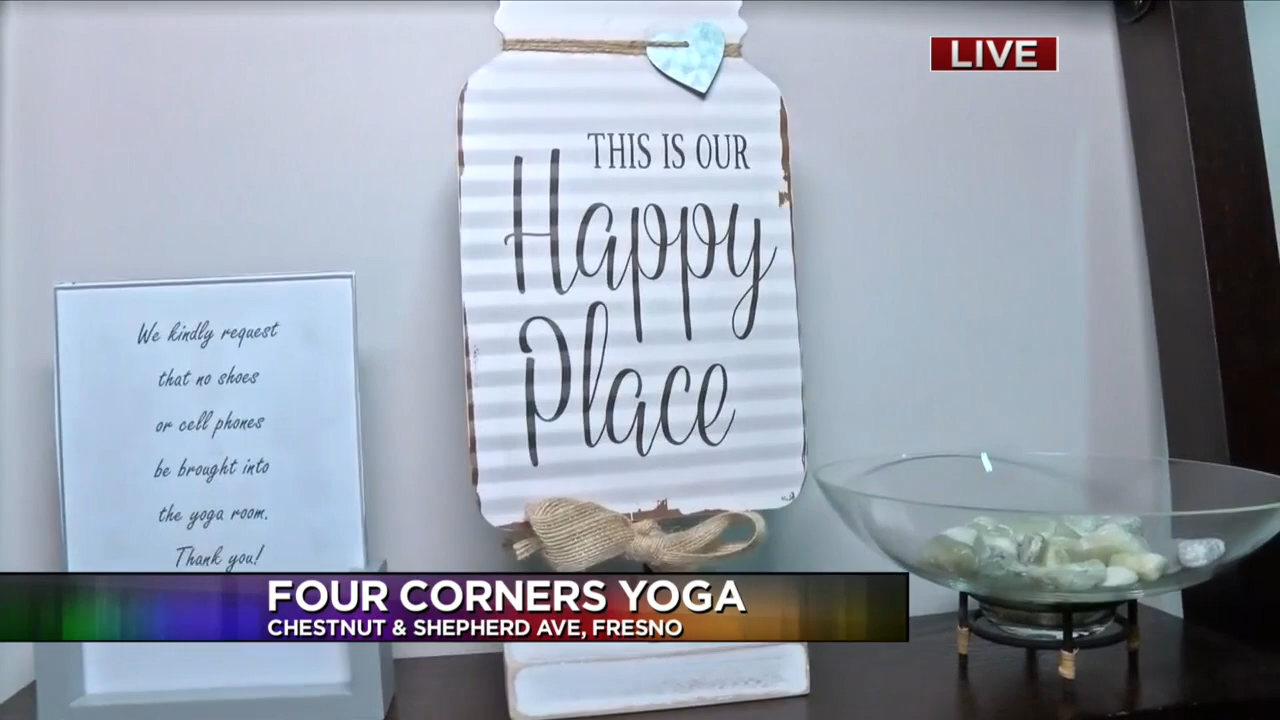 LIVE
THIS IS OUR
Happy
Place
We kindly request
that no shoes
or cell phones
be brought into
the yoga room.
Thank you!
FOUR CORNERS YOGA
CHESTNUT & SHEPHERD AVE, FRESNO